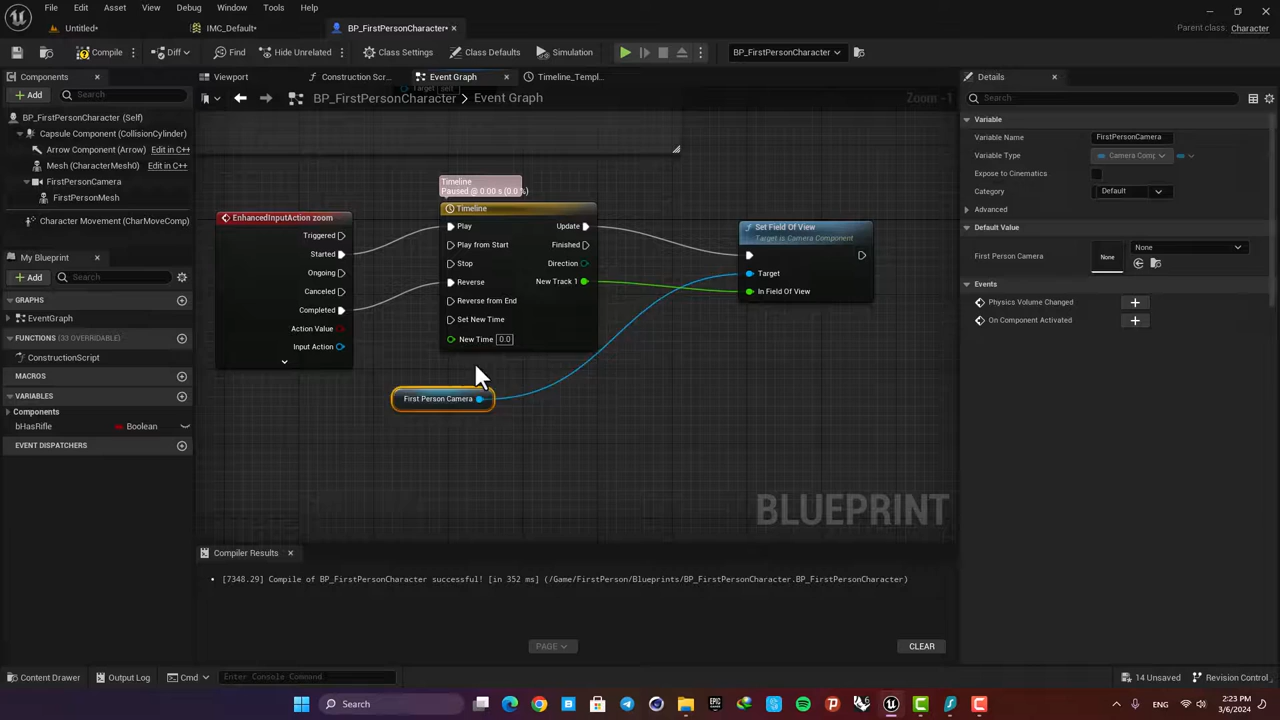 File Edit Asset View Debug Window Tools Help
Untitled* IMC_Default* BP_FirstPersonCharacter* Parent class: Character
Compile Diff Find Hide Unrelated Class Settings Class Defaults Simulation BP_FirstPersonCharacter
Components
Add Search
BP_FirstPersonCharacter (Self)
Capsule Component (CollisionCylinder)
Arrow Component (Arrow) Edit in C++
Mesh (CharacterMesh0) Edit in C++
FirstPersonCamera
FirstPersonMesh
Character Movement (CharMoveComp)
My Blueprint
Add Search
GRAPHS
EventGraph
FUNCTIONS (33 OVERRIDABLE)
ConstructionScript
MACROS
VARIABLES
Components
bHasRifle Boolean
EVENT DISPATCHERS
Viewport Construction Scr... Event Graph Timeline_Templ...
Target self
BP_FirstPersonCharacter > Event Graph Zoom -1
EnhancedInputAction zoom
Triggered
Started
Ongoing
Canceled
Completed
Action Value
Input Action
Timeline
Paused @ 0.00 s (0.0 %)
Timeline
Play Update
Play from Start Finished
Stop Direction
Reverse New Track 1
Reverse from End
Set New Time
New Time 0.0
First Person Camera
Set Field Of View
Target is Camera Component
Target
In Field Of View
BLUEPRINT
Compiler Results
[7348.29] Compile of BP_FirstPersonCharacter successful! [in 352 ms] (/Game/FirstPerson/Blueprints/BP_FirstPersonCharacter.BP_FirstPersonCharacter)
PAGE CLEAR
Details
Search
Variable
Variable Name FirstPersonCamera
Variable Type Camera Comp
Expose to Cinematics
Category Default
Advanced
Default Value
First Person Camera None None
Events
Physics Volume Changed
On Component Activated
Content Drawer Output Log Cmd Enter Console Command 14 Unsaved Revision Control
Search
2:23 PM
3/6/2024